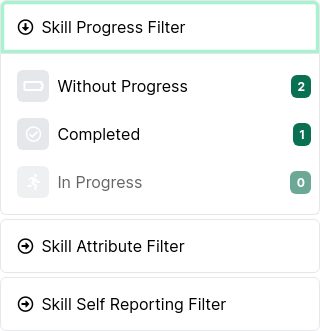 Skill Progress Filter
Without Progress 2
Completed 1
In Progress 0
Skill Attribute Filter
Skill Self Reporting Filter